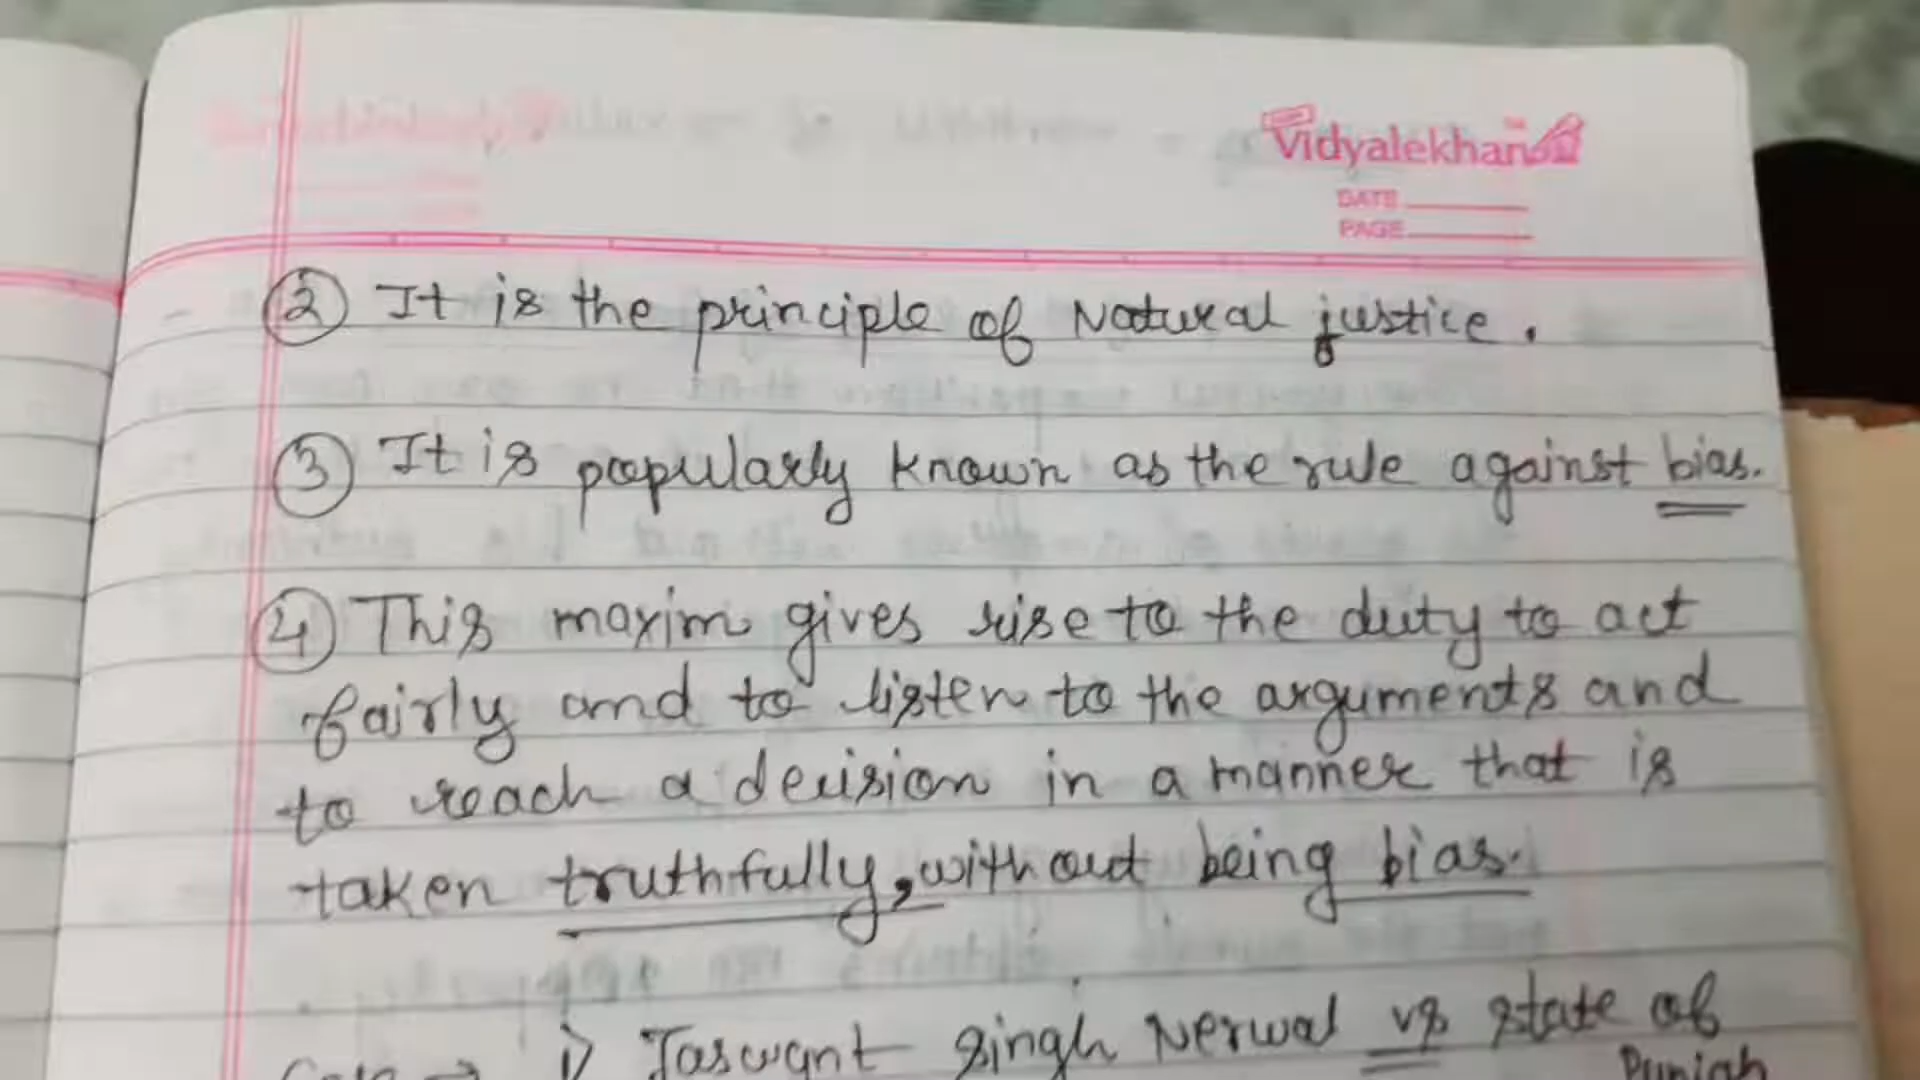 Vidyalekhan
DATE
PAGE
② It is the principle of Natural justice.
③ It is popularly known as the rule against bias.
④ This maxim gives rise to the duty to act
fairly and to listen to the arguments and
to reach a decision in a manner that is
taken truthfully, without being bias.
i) Jaswant singh Nerwal vs state of
Punjab